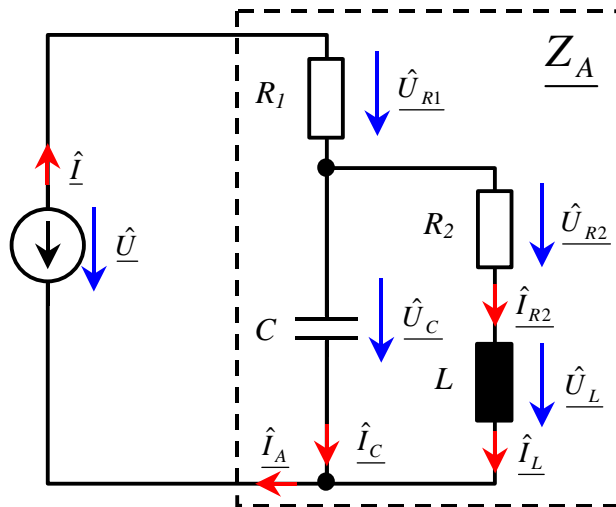 Z_A
R_1
Û_R1
Î
Û
R_2
Û_R2
Î_R2
C
Û_C
L
Û_L
Î_A
Î_C
Î_L